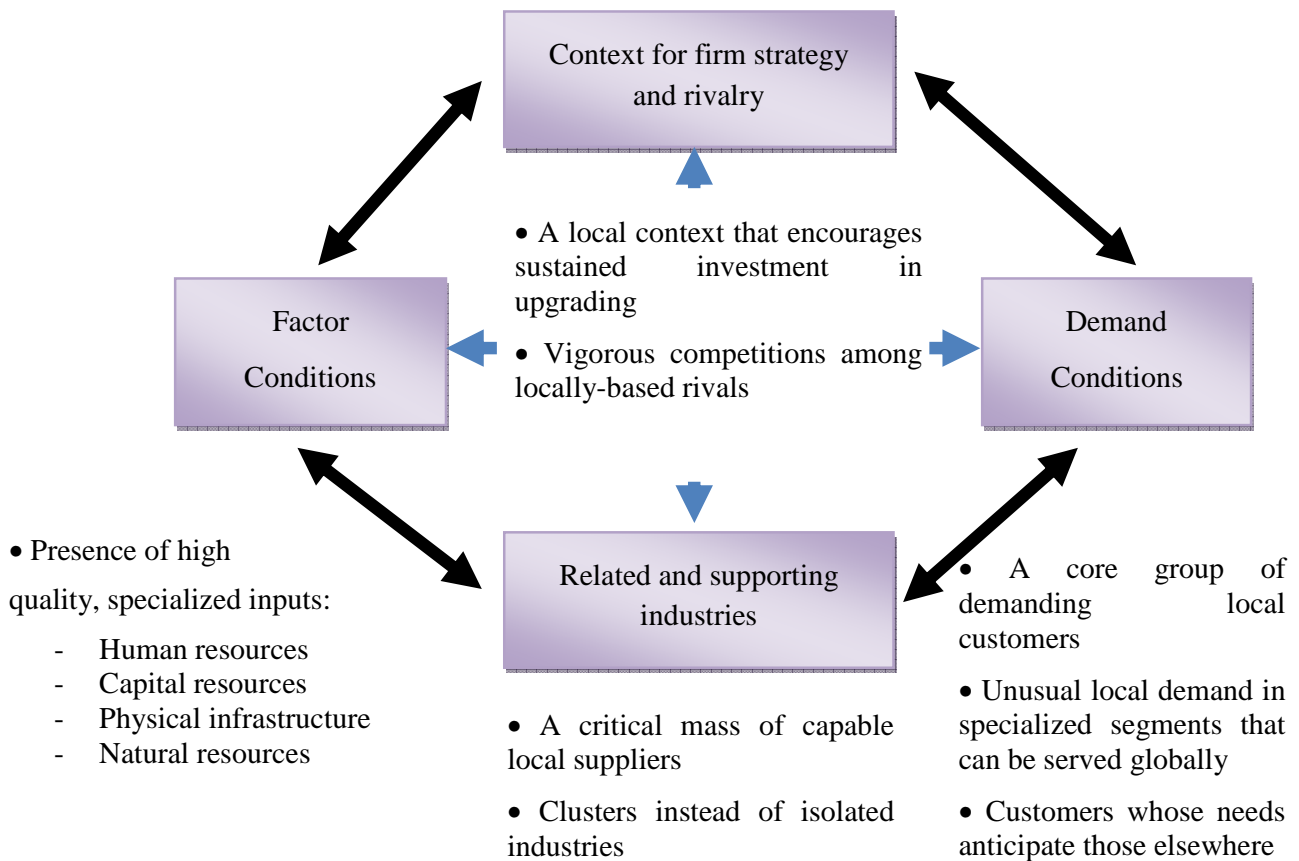 Context for firm strategy
and rivalry
• A local context that encourages
sustained investment in
upgrading
• Vigorous competitions among
locally-based rivals
Factor
Conditions
Demand
Conditions
Related and supporting
industries
• Presence of high
quality, specialized inputs:
- Human resources
- Capital resources
- Physical infrastructure
- Natural resources
• A critical mass of capable
local suppliers
• Clusters instead of isolated
industries
• A core group of
demanding local
customers
• Unusual local demand in
specialized segments that
can be served globally
• Customers whose needs
anticipate those elsewhere